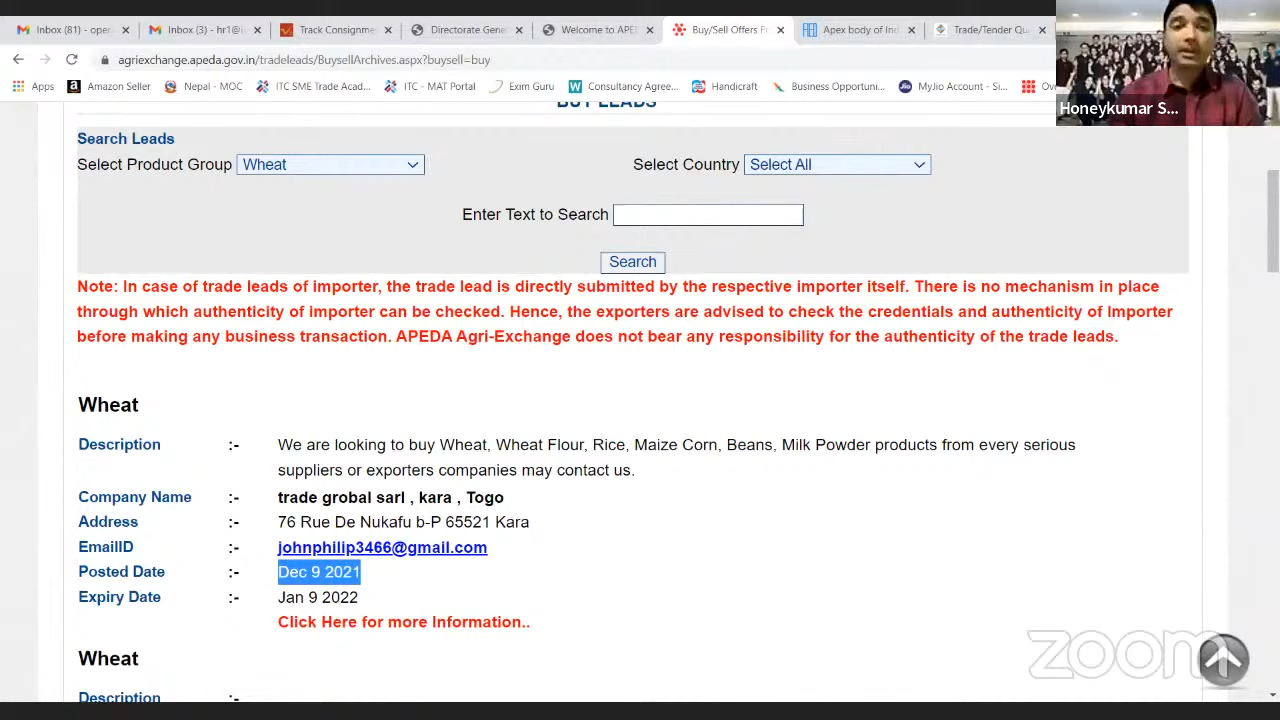 Inbox (81) - oper
Inbox (3) - hr1@i
Track Consignme
Directorate Gene
Welcome to APE
Buy/Sell Offers Fr
Apex body of Ind
Trade/Tender Qu
agriexchange.apeda.gov.in/tradeleads/BuysellArchives.aspx?buysell=buy
Apps
Amazon Seller
Nepal - MOC
ITC SME Trade Acad...
ITC - MAT Portal
Exim Guru
Consultancy Agree...
Handicraft
Business Opportuni...
MyJio Account - Si...
Ov
Honeykumar S...
BUY LEADS
Search Leads
Select Product Group Wheat Select Country Select All
Enter Text to Search
Search
Note: In case of trade leads of importer, the trade lead is directly submitted by the respective importer itself. There is no mechanism in place
through which authenticity of importer can be checked. Hence, the exporters are advised to check the credentials and authenticity of Importer
before making any business transaction. APEDA Agri-Exchange does not bear any responsibility for the authenticity of the trade leads.
Wheat
Description :- We are looking to buy Wheat, Wheat Flour, Rice, Maize Corn, Beans, Milk Powder products from every serious
suppliers or exporters companies may contact us.
Company Name :- trade grobal sarl , kara , Togo
Address :- 76 Rue De Nukafu b-P 65521 Kara
EmailID :- johnphilip3466@gmail.com
Posted Date :- Dec 9 2021
Expiry Date :- Jan 9 2022
Click Here for more Information..
zoom
Wheat
Description :-